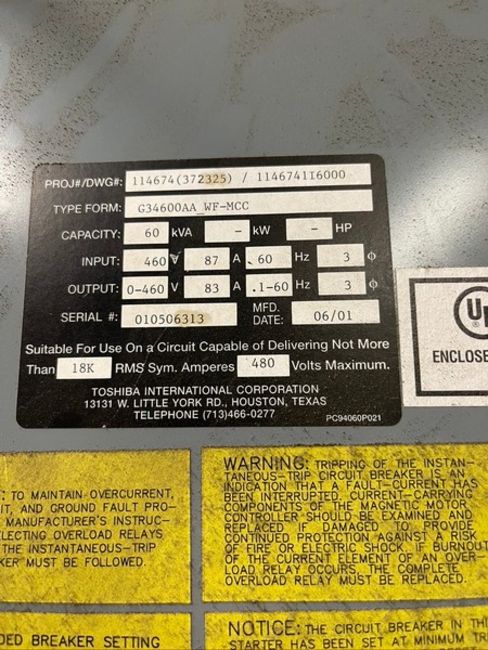 PROJ#/DWG#: 114674(372325) / 1146741I6000
TYPE FORM: G34600AA_WF-MCC
CAPACITY: 60 kVA - kW - HP
INPUT: 460 V 87 A 60 Hz 3 ϕ
OUTPUT: 0-460 V 83 A .1-60 Hz 3 ϕ
SERIAL #: 010506313 MFD. DATE: 06/01
Suitable For Use On a Circuit Capable of Delivering Not More
Than 18K RMS Sym. Amperes 480 Volts Maximum.
TOSHIBA INTERNATIONAL CORPORATION
13131 W. LITTLE YORK RD., HOUSTON, TEXAS
TELEPHONE (713)466-0277
PC94060P021
UL
ENCLOSE
: TO MAINTAIN OVERCURRENT,
IT, AND GROUND FAULT PRO-
MANUFACTURER'S INSTRUC-
LECTING OVERLOAD RELAYS
THE INSTANTANEOUS-TRIP
KER MUST BE FOLLOWED.
WARNING: TRIPPING OF THE INSTAN-
TANEOUS-TRIP CIRCUIT BREAKER IS AN
INDICATION THAT A FAULT-CURRENT HAS
BEEN INTERRUPTED. CURRENT-CARRYING
COMPONENTS OF THE MAGNETIC MOTOR
CONTROLLER SHOULD BE EXAMINED AND
REPLACED IF DAMAGED TO PROVIDE
CONTINUED PROTECTION AGAINST A RISK
OF FIRE OR ELECTRIC SHOCK. IF BURNOUT
OF THE CURRENT ELEMENT OF AN OVER-
LOAD RELAY OCCURS, THE COMPLETE
OVERLOAD RELAY MUST BE REPLACED.
DED BREAKER SETTING
NOTICE: THE CIRCUIT BREAKER IN THIS
STARTER HAS BEEN SET AT MINIMUM TR